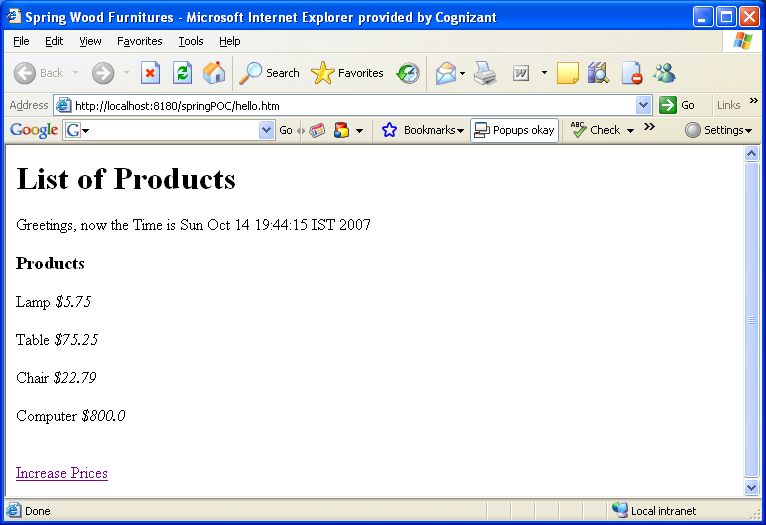 Spring Wood Furnitures - Microsoft Internet Explorer provided by Cognizant
File Edit View Favorites Tools Help
Back Search Favorites W
Address http://localhost:8180/springPOC/hello.htm Go Links »
Google G Go Bookmarks Popups okay ABC Check » Settings
List of Products
Greetings, now the Time is Sun Oct 14 19:44:15 IST 2007
Products
Lamp $5.75
Table $75.25
Chair $22.79
Computer $800.0
Increase Prices
Done Local intranet